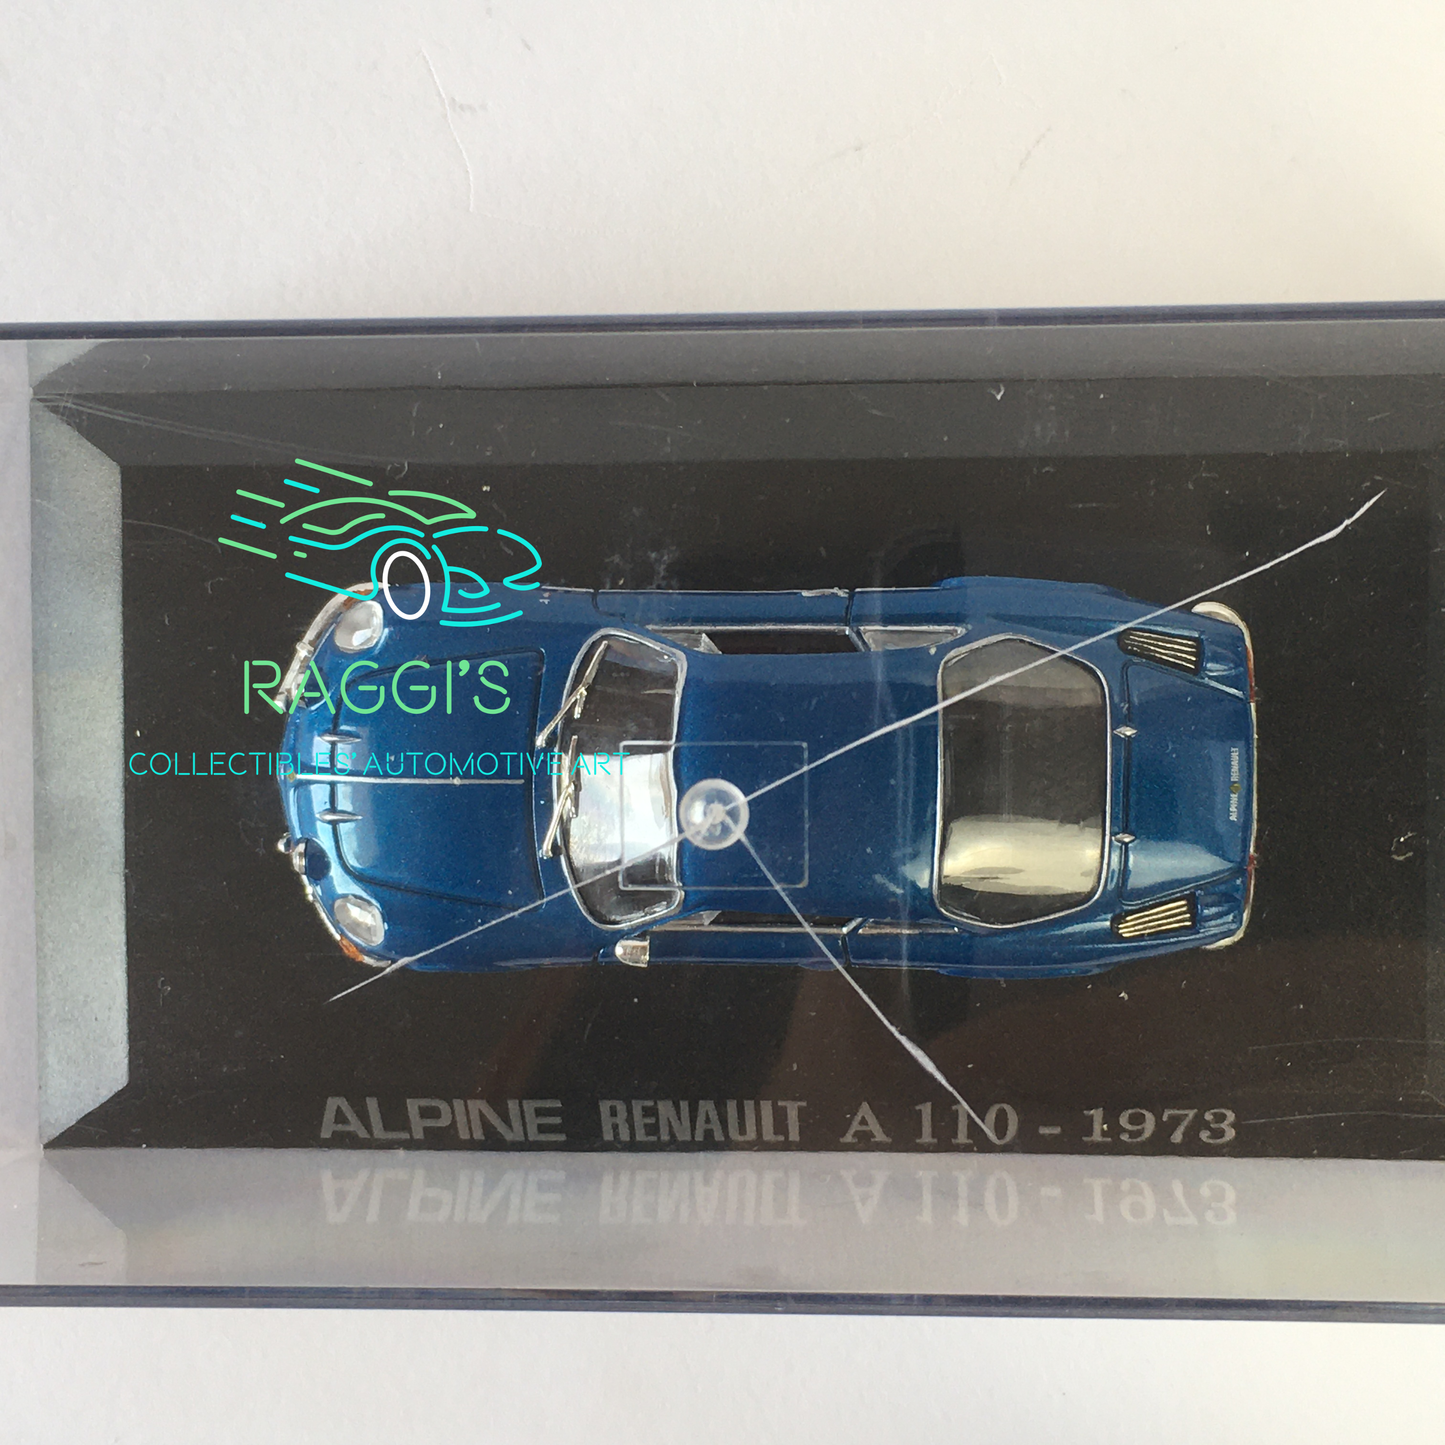 RAGGI'S
COLLECTIBLES' AUTOMOTIVE ART
ALPINE RENAULT
ALPINE RENAULT A 110 - 1973